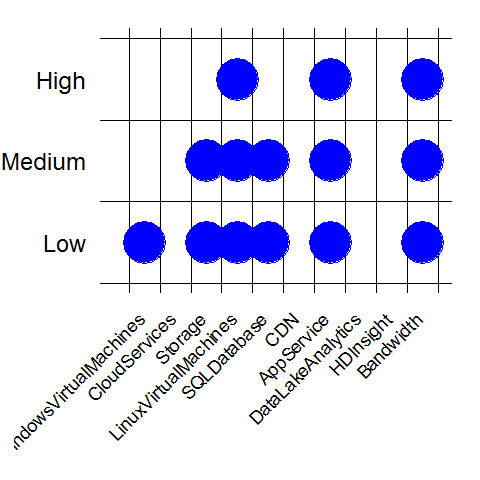 High
Medium
Low
ndowsVirtualMachines
CloudServices
Storage
LinuxVirtualMachines
SQLDatabase
CDN
AppService
DataLakeAnalytics
HDInsight
Bandwidth